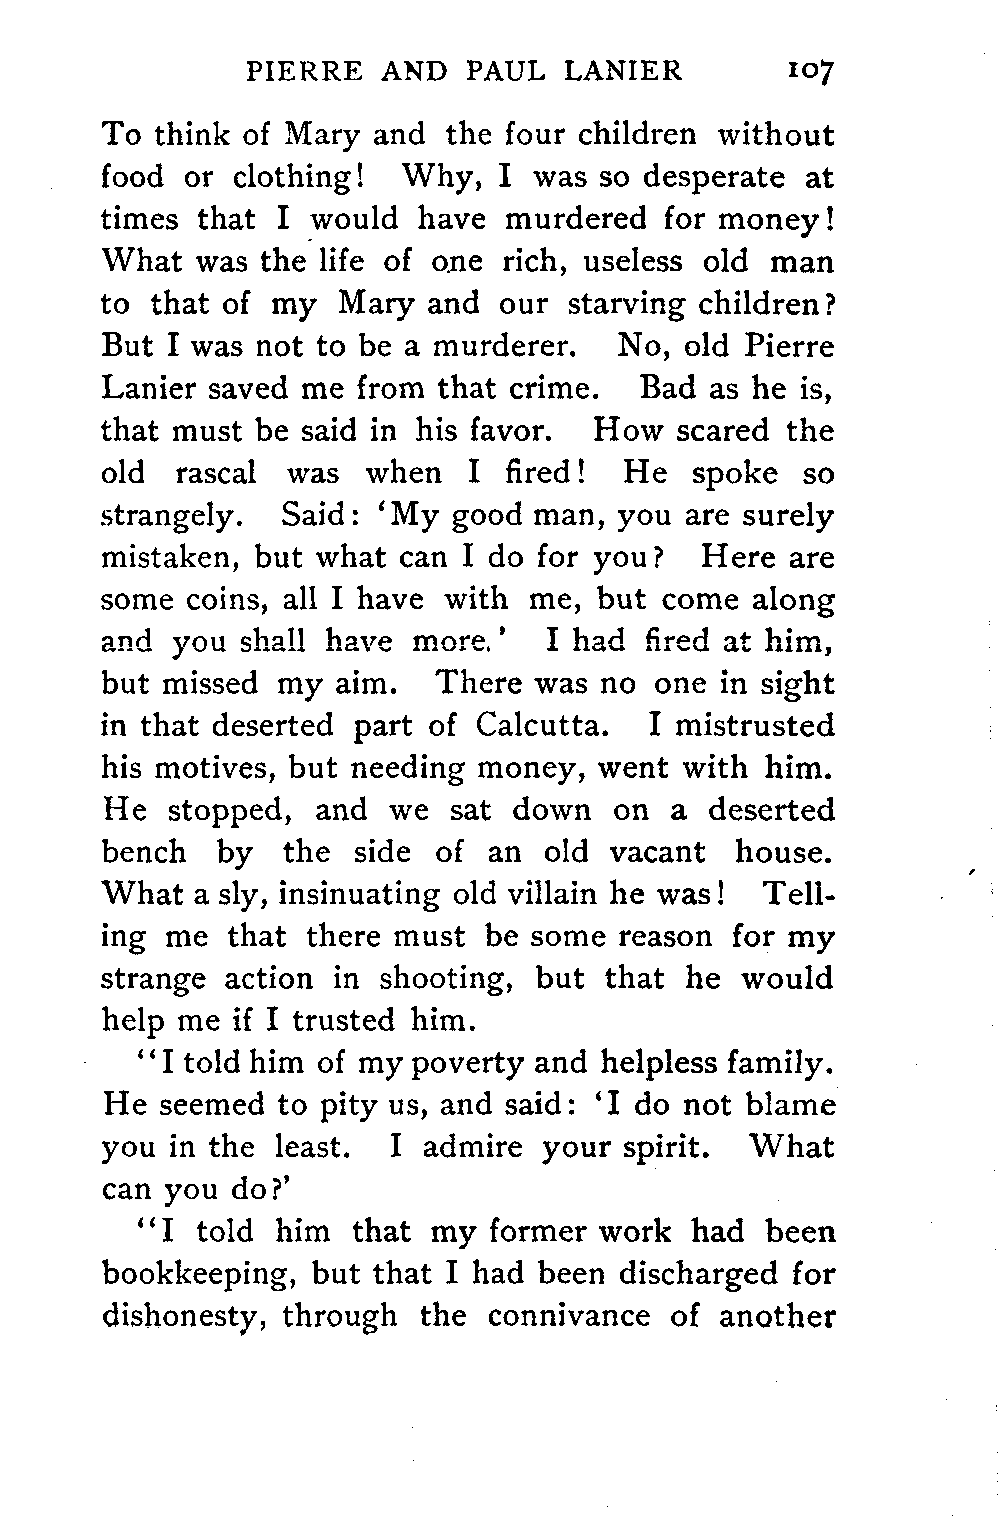 PIERRE AND PAUL LANIER 107
To think of Mary and the four children without
food or clothing! Why, I was so desperate at
times that I would have murdered for money!
What was the life of one rich, useless old man
to that of my Mary and our starving children?
But I was not to be a murderer. No, old Pierre
Lanier saved me from that crime. Bad as he is,
that must be said in his favor. How scared the
old rascal was when I fired! He spoke so
strangely. Said: 'My good man, you are surely
mistaken, but what can I do for you? Here are
some coins, all I have with me, but come along
and you shall have more.' I had fired at him,
but missed my aim. There was no one in sight
in that deserted part of Calcutta. I mistrusted
his motives, but needing money, went with him.
He stopped, and we sat down on a deserted
bench by the side of an old vacant house.
What a sly, insinuating old villain he was! Tell-
ing me that there must be some reason for my
strange action in shooting, but that he would
help me if I trusted him.
"I told him of my poverty and helpless family.
He seemed to pity us, and said: 'I do not blame
you in the least. I admire your spirit. What
can you do?'
"I told him that my former work had been
bookkeeping, but that I had been discharged for
dishonesty, through the connivance of another